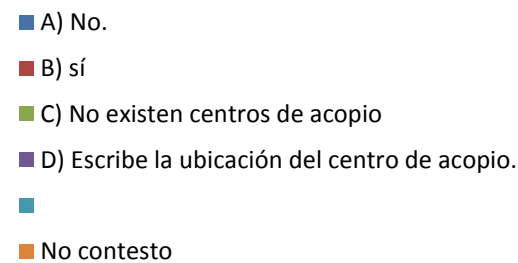 A) No.
B) sí
C) No existen centros de acopio
D) Escribe la ubicación del centro de acopio.
No contesto